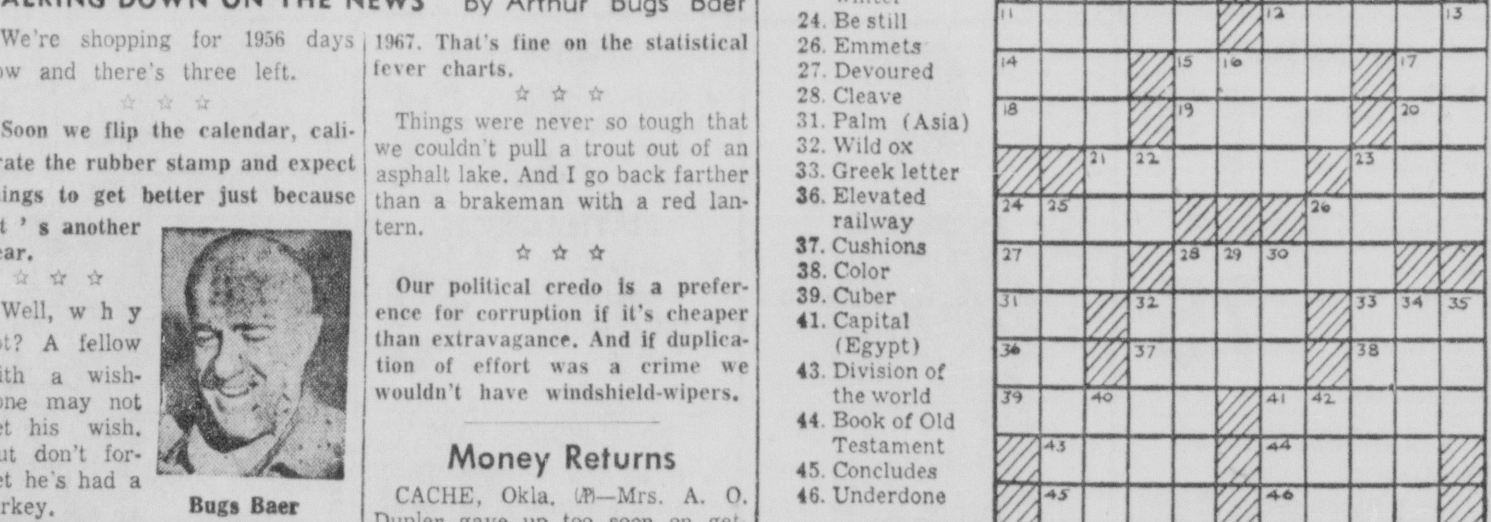 ON THE NEWS By Arthur "Bugs" Baer
We're shopping for 1956 days
and there's three left.
☆ ☆ ☆
Soon we flip the calendar, cali-
the rubber stamp and expect
to get better just because
' s another
☆ ☆ ☆
Well, w h y
A fellow
a wish-
may not
his wish.
don't for-
he's had a
Bugs Baer
1967. That's fine on the statistical
fever charts.
☆ ☆ ☆
Things were never so tough that
we couldn't pull a trout out of an
asphalt lake. And I go back farther
than a brakeman with a red lan-
tern.
☆ ☆ ☆
Our political credo is a prefer-
ence for corruption if it's cheaper
than extravagance. And if duplica-
tion of effort was a crime we
wouldn't have windshield-wipers.
Money Returns
CACHE, Okla. (AP)—Mrs. A. O.
gave up too soon on get-
24. Be still
26. Emmets
27. Devoured
28. Cleave
31. Palm (Asia)
32. Wild ox
33. Greek letter
36. Elevated
railway
37. Cushions
38. Color
39. Cuber
41. Capital
(Egypt)
43. Division of
the world
44. Book of Old
Testament
45. Concludes
46. Underdone
11 12 13
14 15 16 17
18 19 20
21 22 23
24 25 26
27 28 29 30
31 32 33 34 35
36 37 38
39 40 41 42
43 44
45 46